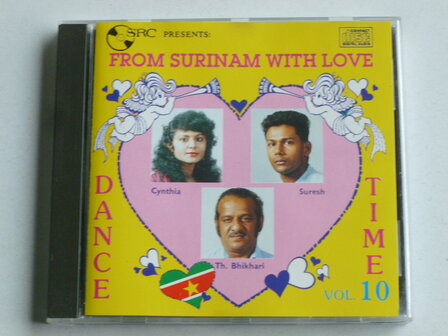 SRC PRESENTS:
FROM SURINAM WITH LOVE
Cynthia
Suresh
DANCE
TIME
Th. Bhikhari
VOL. 10